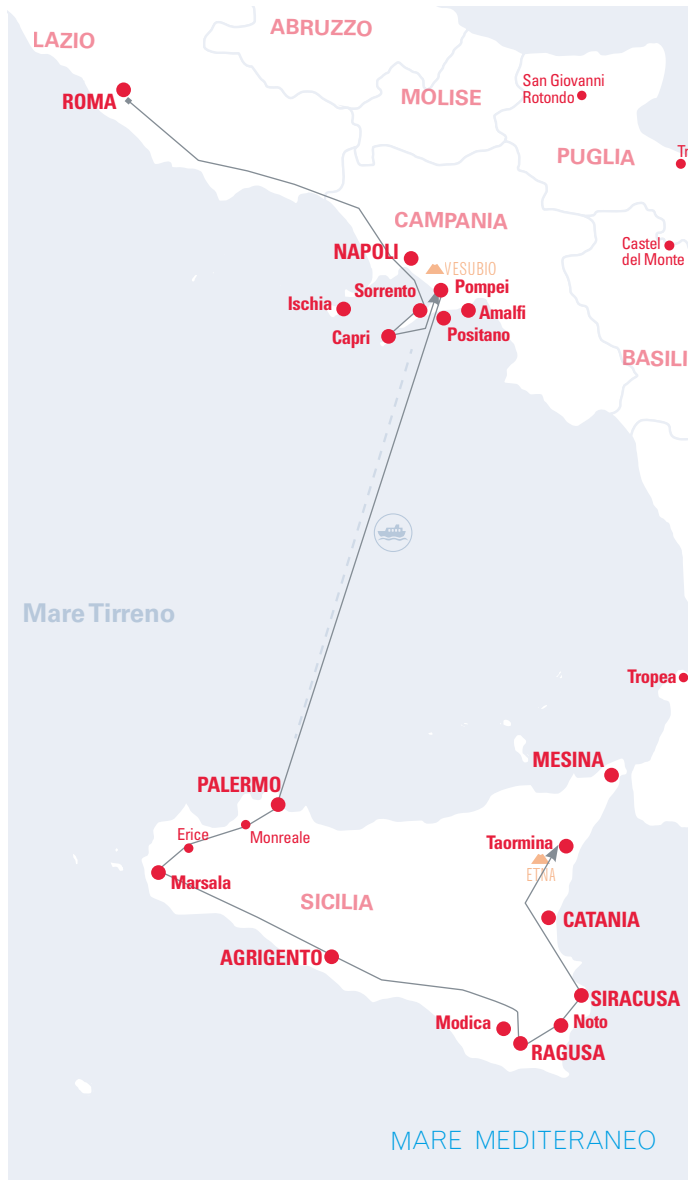 ABRUZZO
LAZIO
San Giovanni
Rotondo
ROMA
MOLISE
PUGLIA
Tr
CAMPANIA
NAPOLI
Castel
del Monte
VESUBIO
Sorrento
Pompei
Ischia
Amalfi
Capri
Positano
BASILI
Mare Tirreno
Tropea
MESINA
PALERMO
Erice
Monreale
Taormina
ETNA
Marsala
SICILIA
CATANIA
AGRIGENTO
SIRACUSA
Modica
Noto
RAGUSA
MARE MEDITERANEO